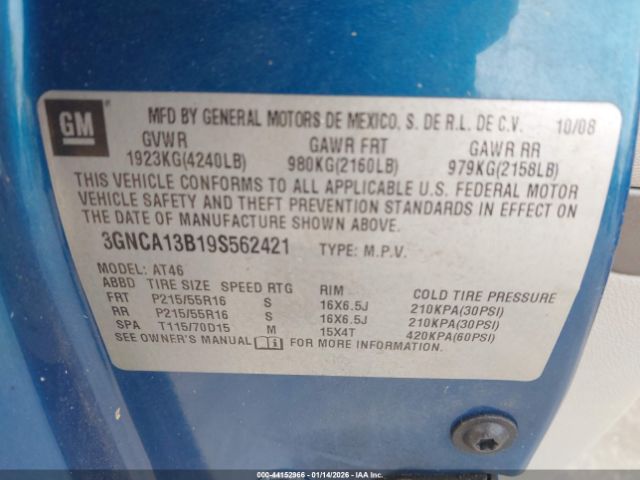 GM
MFD BY GENERAL MOTORS DE MEXICO, S. DE R.L. DE C.V. 10/08
GVWR GAWR FRT GAWR RR
1923KG(4240LB) 980KG(2160LB) 979KG(2158LB)
THIS VEHICLE CONFORMS TO ALL APPLICABLE U.S. FEDERAL MOTOR
VEHICLE SAFETY AND THEFT PREVENTION STANDARDS IN EFFECT ON
THE DATE OF MANUFACTURE SHOWN ABOVE.
3GNCA13B19S562421 TYPE: M.P.V.
MODEL: AT46
ABBD TIRE SIZE SPEED RTG RIM COLD TIRE PRESSURE
FRT P215/55R16 S 16X6.5J 210KPA(30PSI)
RR P215/55R16 S 16X6.5J 210KPA(30PSI)
SPA T115/70D15 M 15X4T 420KPA(60PSI)
SEE OWNER'S MANUAL FOR MORE INFORMATION.
000-44152966 - 01/14/2026 - IAA Holdings, LLC